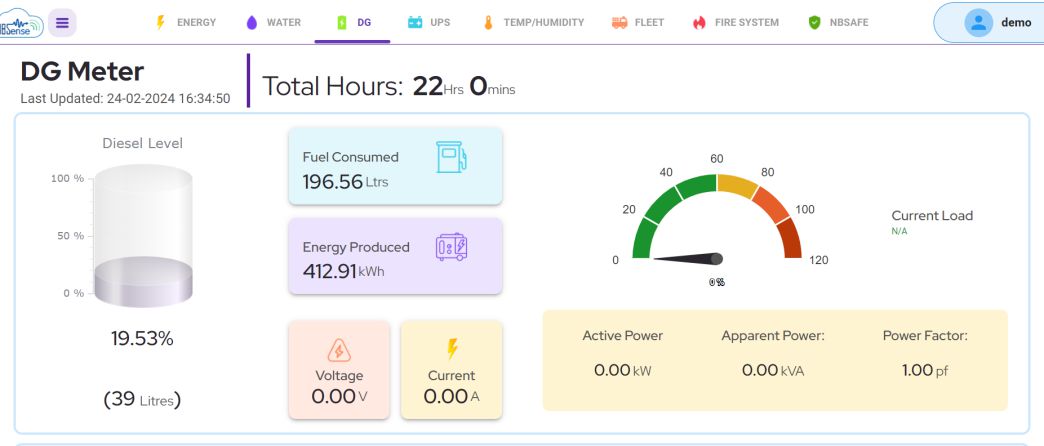 ENERGY WATER DG UPS TEMP/HUMIDITY FLEET FIRE SYSTEM NBSAFE demo
DG Meter
Last Updated: 24-02-2024 16:34:50
Total Hours: 22Hrs 0mins
Diesel Level
100 %
50 %
0 %
19.53%
(39 Litres)
Fuel Consumed
196.56 Ltrs
Energy Produced
412.91 kWh
Voltage
0.00 V
Current
0.00 A
0
20
40
60
80
100
120
Current Load
N/A
Active Power
0.00 kW
Apparent Power:
0.00 kVA
Power Factor:
1.00 pf